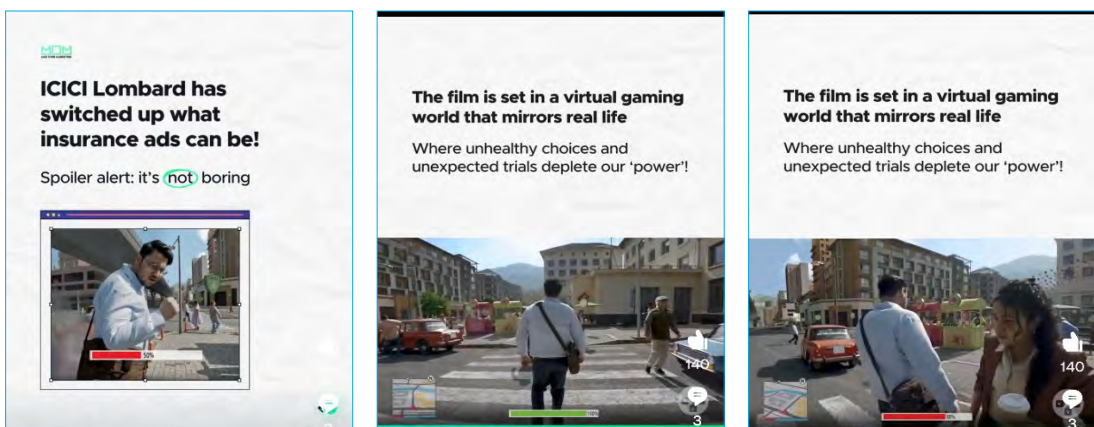 MDM
ICICI Lombard has
switched up what
insurance ads can be!
Spoiler alert: it's not boring
50%
The film is set in a virtual gaming
world that mirrors real life
Where unhealthy choices and
unexpected trials deplete our ‘power’!
100%
140
3
The film is set in a virtual gaming
world that mirrors real life
Where unhealthy choices and
unexpected trials deplete our ‘power’!
140
3